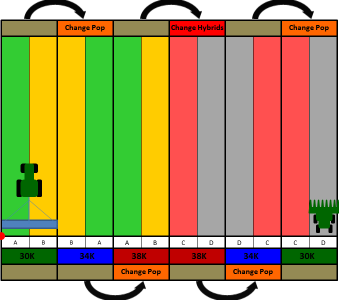 Change Pop Change Hybrids Change Pop
A B B A A B C D D C C D
30K 34K 38K 38K 34K 30K
Change Pop Change Pop